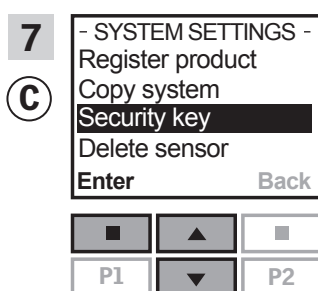 7
C
- SYSTEM SETTINGS -
Register product
Copy system
Security key
Delete sensor
Enter Back
P1 P2